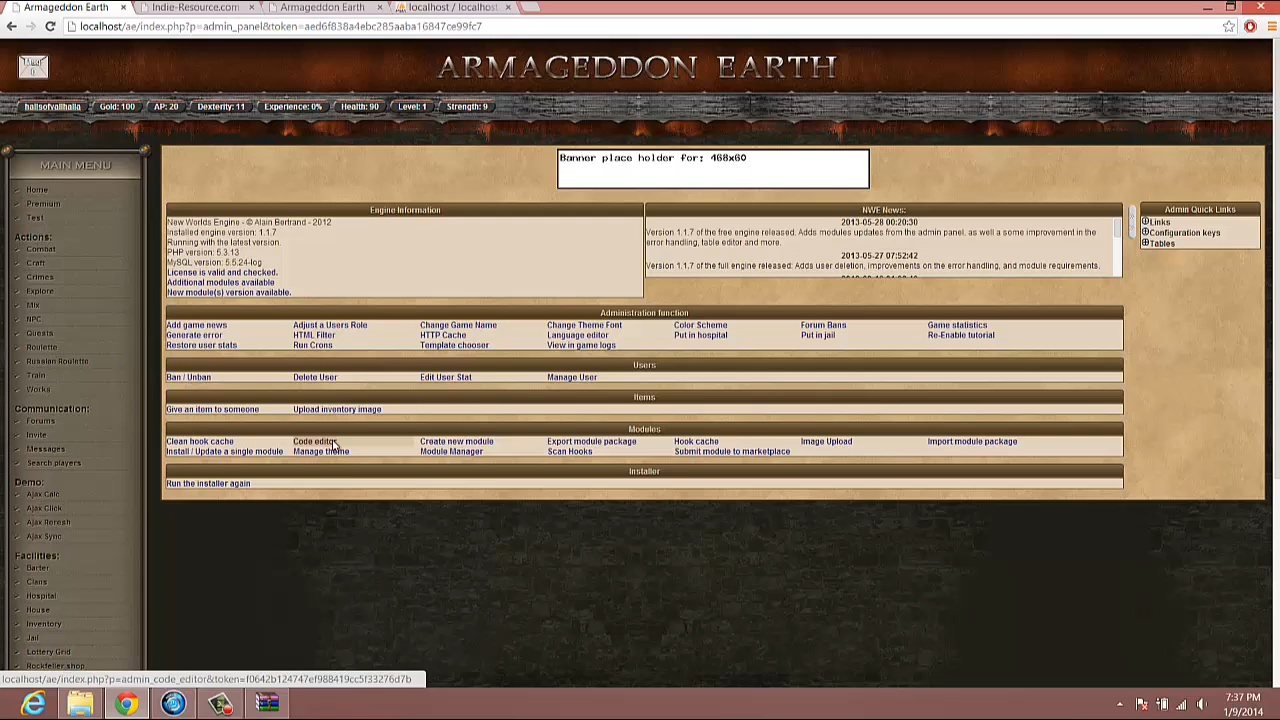 Armageddon Earth
Indie-Resource.com
Armageddon Earth
localhost / localhost
localhost/ae/index.php?p=admin_panel&token=aed6f838a4ebc285aaba16847ce99fc7
ARMAGEDDON EARTH
hallsofvalhalla
Gold: 100
AP: 20
Dexterity: 11
Experience: 0%
Health: 90
Level: 1
Strength: 9
MAIN MENU
Home
Premium
Test
Actions:
Combat
Craft
Crimes
Explore
Mix
NPC
Quests
Roulette
Russian Roulette
Train
Works
Communication:
Forums
Invite
Messages
Search players
Demo:
Ajax Calc
Ajax Click
Ajax Reresh
Ajax Sync
Facilities:
Barter
Clans
Hospital
House
Inventory
Jail
Lottery Grid
Rockfeller shop
Banner place holder for: 468x60
Engine Information
New Worlds Engine - © Alain Bertrand - 2012
Installed engine version: 1.1.7
Running with the latest version.
PHP version: 5.3.13
MySQL version: 5.5.24-log
License is valid and checked.
Additional modules available
New module(s) version available.
NWE News:
2013-05-28 00:20:30
Version 1.1.7 of the free engine released. Adds modules updates from the admin panel, as well a some improvement in the
error handling, table editor and more.
2013-05-27 07:52:42
Version 1.1.7 of the full engine released: Adds user deletion, improvements on the error handling, and module requirements.
Admin Quick Links
Links
Configuration keys
Tables
Administration function
Add game news Adjust a Users Role Change Game Name Change Theme Font Color Scheme Forum Bans Game statistics
Generate error HTML Filter HTTP Cache Language editor Put in hospital Put in jail Re-Enable tutorial
Restore user stats Run Crons Template chooser View in game logs
Users
Ban / Unban Delete User Edit User Stat Manage User
Items
Give an item to someone Upload inventory image
Modules
Clean hook cache Code editor Create new module Export module package Hook cache Image Upload Import module package
Install / Update a single module Manage theme Module Manager Scan Hooks Submit module to marketplace
Installer
Run the installer again
localhost/ae/index.php?p=admin_code_editor&token=f0642b124747ef988419cc5f33276d7b
7:37 PM
1/9/2014